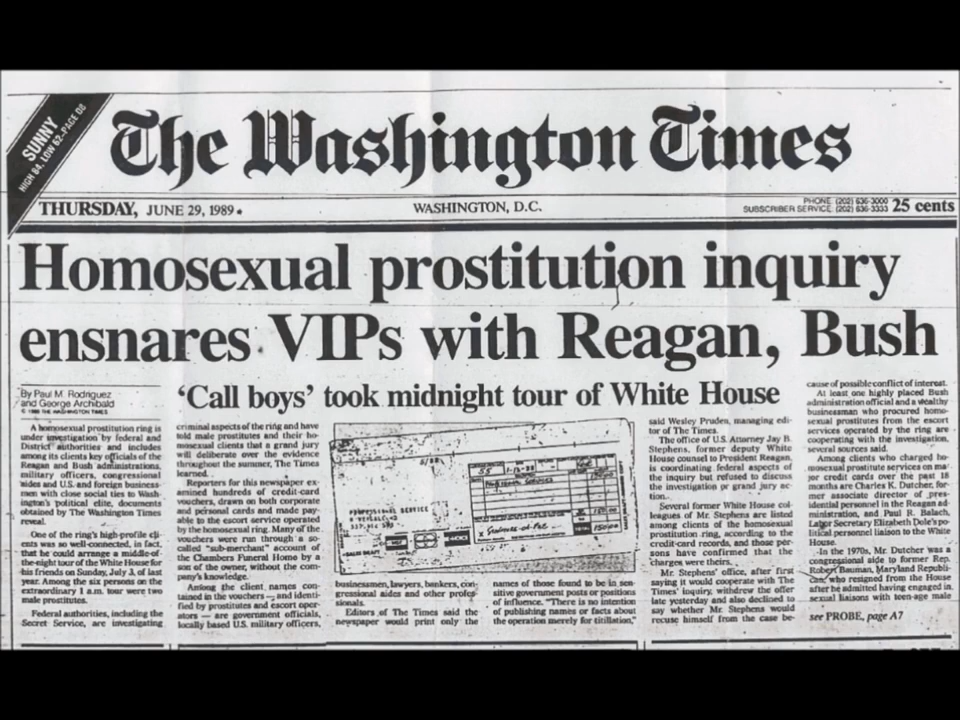 SUNNY
HIGH 84, LOW 62-PAGE D8
The Washington Times
THURSDAY, JUNE 29, 1989
WASHINGTON, D.C.
PHONE: (202) 636-3000
SUBSCRIBER SERVICE: (202) 636-3333
25 cents
Homosexual prostitution inquiry
ensnares VIPs with Reagan, Bush
'Call boys' took midnight tour of White House
By Paul M. Rodriguez
and George Archibald
© 1989 THE WASHINGTON TIMES
A homosexual prostitution ring is
under investigation by federal and
District authorities and includes
among its clients key officials of the
Reagan and Bush administrations,
military officers, congressional
aides and U.S. and foreign business-
men with close social ties to Wash-
ington's political elite, documents
obtained by The Washington Times
reveal.
One of the ring's high-profile cli-
ents was so well-connected, in fact,
that he could arrange a middle-of-
the-night tour of the White House for
his friends on Sunday, July 3, of last
year. Among the six persons on the
extraordinary 1 a.m. tour were two
male prostitutes.
Federal authorities, including the
Secret Service, are investigating
criminal aspects of the ring and have
told male prostitutes and their ho-
mosexual clients that a grand jury
will deliberate over the evidence
throughout the summer, The Times
learned.
Reporters for this newspaper ex-
amined hundreds of credit-card
vouchers, drawn on both corporate
and personal cards and made pay-
able to the escort service operated
by the homosexual ring. Many of the
vouchers were run through a so-
called "sub-merchant" account of
the Chambers Funeral Home by a
son of the owner, without the com-
pany's knowledge.
Among the client names con-
tained in the vouchers — and identi-
fied by prostitutes and escort oper-
ators — are government officials,
locally based U.S. military officers,
businessmen, lawyers, bankers, con-
gressional aides and other profes-
sionals.
Editors of The Times said the
newspaper would print only the
names of those found to be in sen-
sitive government posts or positions
of influence. "There is no intention
of publishing names or facts about
the operation merely for titillation,"
said Wesley Pruden, managing edi-
tor of The Times.
The office of U.S. Attorney Jay B.
Stephens, former deputy White
House counsel to President Reagan,
is coordinating federal aspects of
the inquiry but refused to discuss
the investigation or grand jury ac-
tion.
Several former White House col-
leagues of Mr. Stephens are listed
among clients of the homosexual
prostitution ring, according to the
credit-card records, and those per-
sons have confirmed that the
charges were theirs.
Mr. Stephens' office, after first
saying it would cooperate with The
Times' inquiry, withdrew the offer
late yesterday and also declined to
say whether Mr. Stephens would
recuse himself from the case be-
cause of possible conflict of interest.
At least one highly placed Bush
administration official and a wealthy
businessman who procured homo-
sexual prostitutes from the escort
services operated by the ring are
cooperating with the investigation,
several sources said.
Among clients who charged ho-
mosexual prostitute services on ma-
jor credit cards over the past 18
months are Charles K. Dutcher, for-
mer associate director of presi-
dential personnel in the Reagan ad-
ministration, and Paul R. Balach,
Labor Secretary Elizabeth Dole's po-
litical personnel liaison to the White
House.
In the 1970s, Mr. Dutcher was a
congressional aide to former Rep.
Robert Bauman, Maryland Republi-
can, who resigned from the House
after he admitted having engaged in
sexual liaisons with teen-age male
see PROBE, page A7